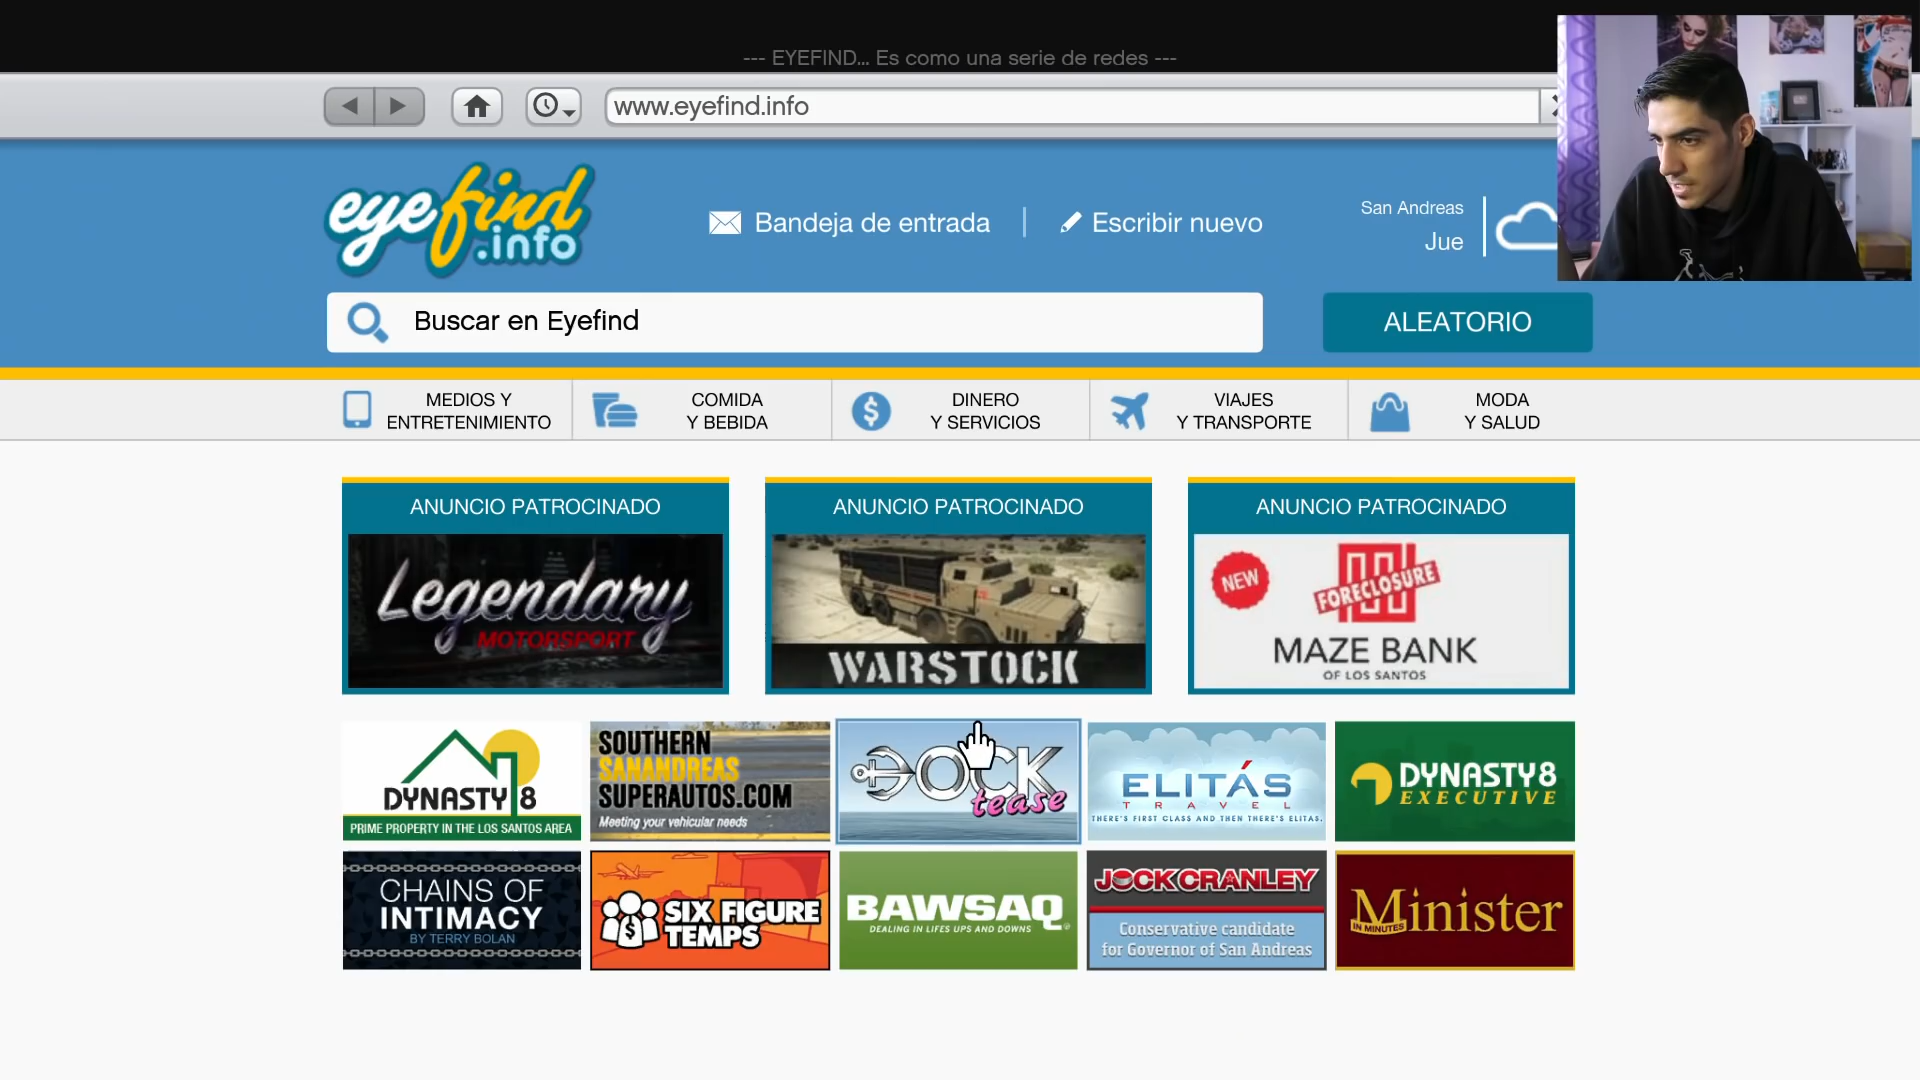 --- EYEFIND... Es como una serie de redes ---
www.eyefind.info
eyefind
.info
Bandeja de entrada
Escribir nuevo
San Andreas
Jue
Buscar en Eyefind
ALEATORIO
MEDIOS Y
ENTRETENIMIENTO
COMIDA
Y BEBIDA
DINERO
Y SERVICIOS
VIAJES
Y TRANSPORTE
MODA
Y SALUD
ANUNCIO PATROCINADO
Legendary
MOTORSPORT
ANUNCIO PATROCINADO
WARSTOCK
ANUNCIO PATROCINADO
NEW
FORECLOSURE
MAZE BANK
OF LOS SANTOS
DYNASTY 8
PRIME PROPERTY IN THE LOS SANTOS AREA
SOUTHERN
SANANDREAS
SUPERAUTOS.COM
Meeting your vehicular needs
DOCK
tease
ELITÁS
TRAVEL
THERE'S FIRST CLASS AND THEN THERE'S ELITAS.
DYNASTY8
EXECUTIVE
CHAINS OF
INTIMACY
BY TERRY BOLAN
SIX FIGURE
TEMPS
BAWSAQ
DEALING IN LIFES UPS AND DOWNS
JOCK CRANLEY
Conservative candidate
for Governor of San Andreas
Minister
IN MINUTES